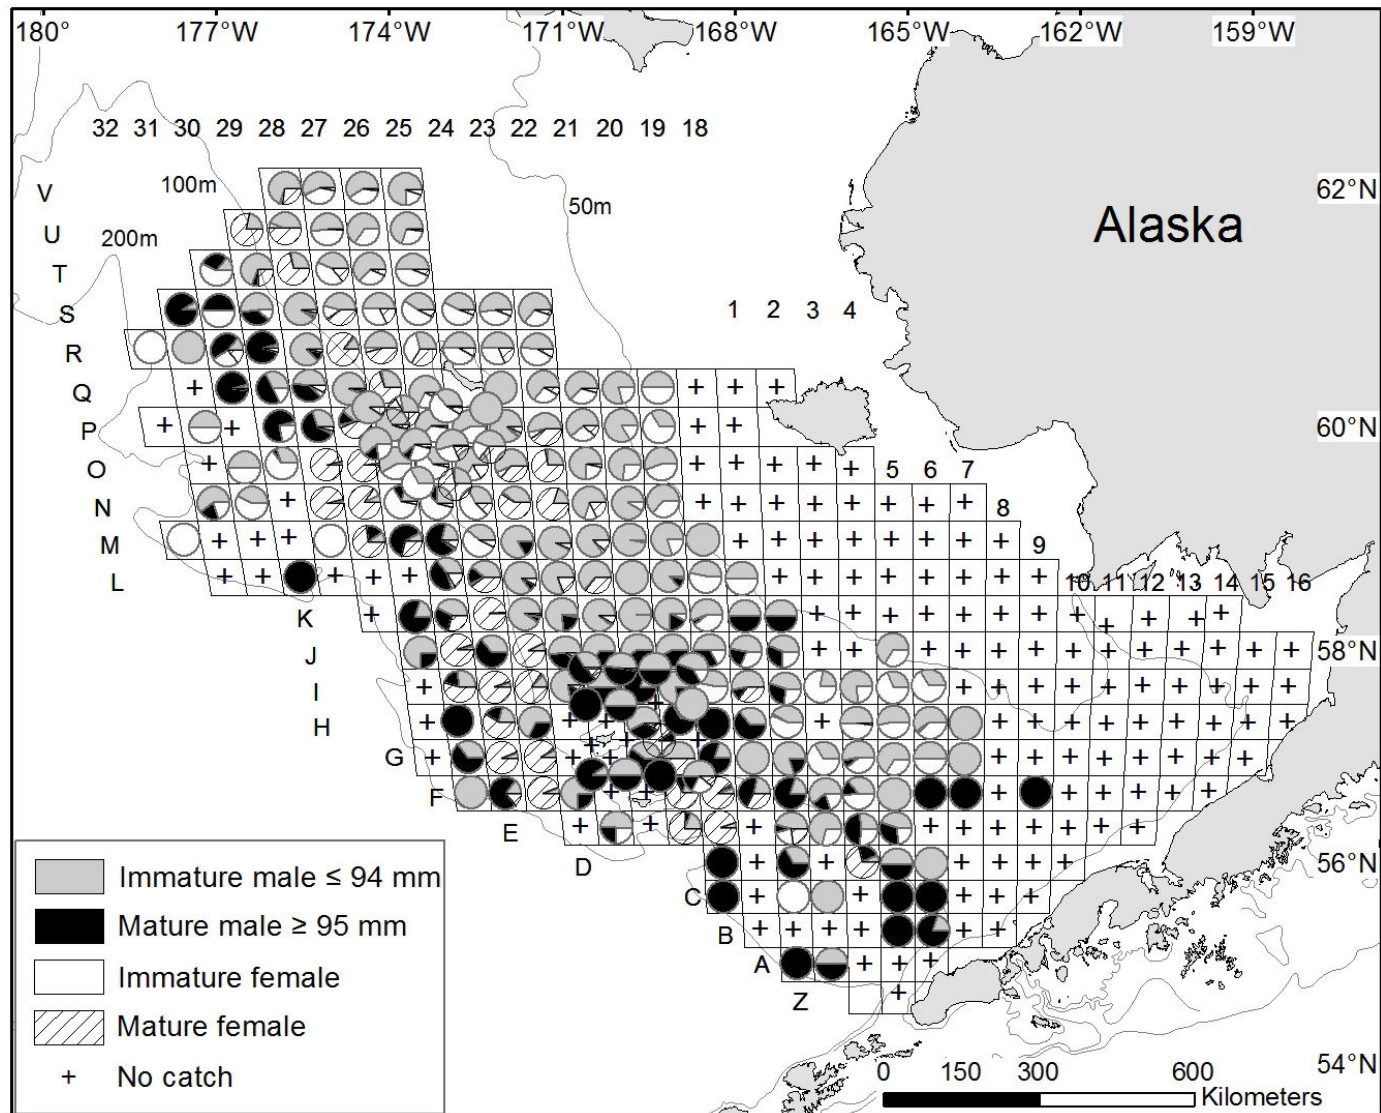 180° 177°W 174°W 171°W 168°W 165°W 162°W 159°W
32 31 30 29 28 27 26 25 24 23 22 21 20 19 18
V
100m
62°N
50m
U
200m
Alaska
T
S
1 2 3 4
R
Q
P
60°N
O
5 6 7
N
8
M
9
L
10 11 12 13 14 15 16
K
J
58°N
I
H
G
F
E
D
56°N
C
B
A
Z
Immature male ≤ 94 mm
Mature male ≥ 95 mm
Immature female
Mature female
+ No catch
54°N
0 150 300 600
Kilometers